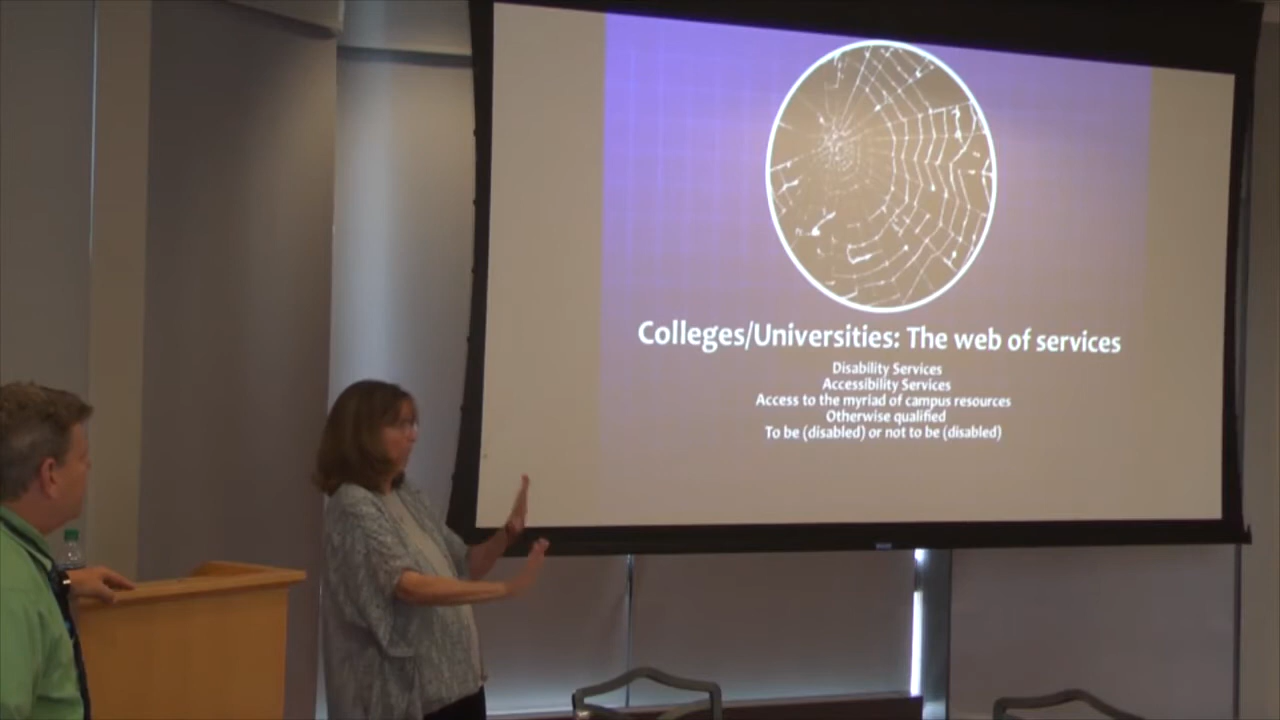 Colleges/Universities: The web of services
Disability Services
Accessibility Services
Access to the myriad of campus resources
Otherwise qualified
To be (disabled) or not to be (disabled)